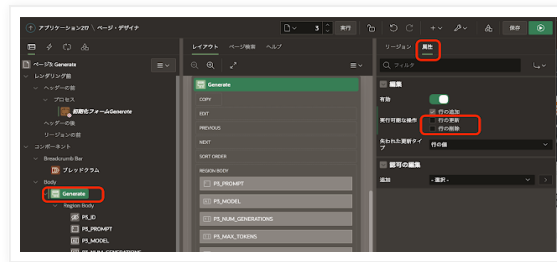 アプリケーション217 \ ページ・デザイナ
3
実行
保存
レイアウト ページ検索 ヘルプ
リージョン 属性
ページ3: Generate
レンダリング前
ヘッダーの前
プロセス
初期化フォームGenerate
ヘッダーの後
リージョンの前
コンポーネント
Breadcrumb Bar
ブレッドクラム
Body
Generate
Region Body
P3_ID
P3_PROMPT
P3_MODEL
P3_NUM_GENERATIONS
Generate
COPY
EDIT
PREVIOUS
NEXT
SORT ORDER
REGION BODY
P3_PROMPT
P3_MODEL
P3_NUM_GENERATIONS
P3_MAX_TOKENS
フィルタ
編集
有効
実行可能な操作
行の追加
行の更新
行の削除
失われた更新タイプ
行の値
認可の編集
追加
- 選択 -